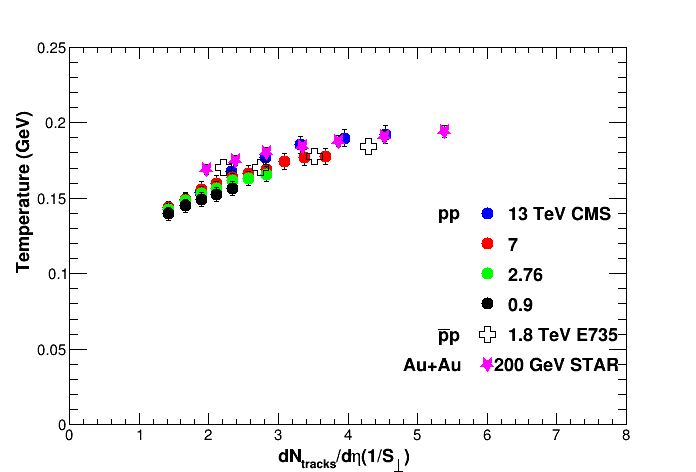 Temperature (GeV)
0.25
0.2
0.15
0.1
0.05
0
pp 13 TeV CMS
7
2.76
0.9
p̅p 1.8 TeV E735
Au+Au 200 GeV STAR
0 1 2 3 4 5 6 7 8
dN_tracks/dη(1/S_⊥)